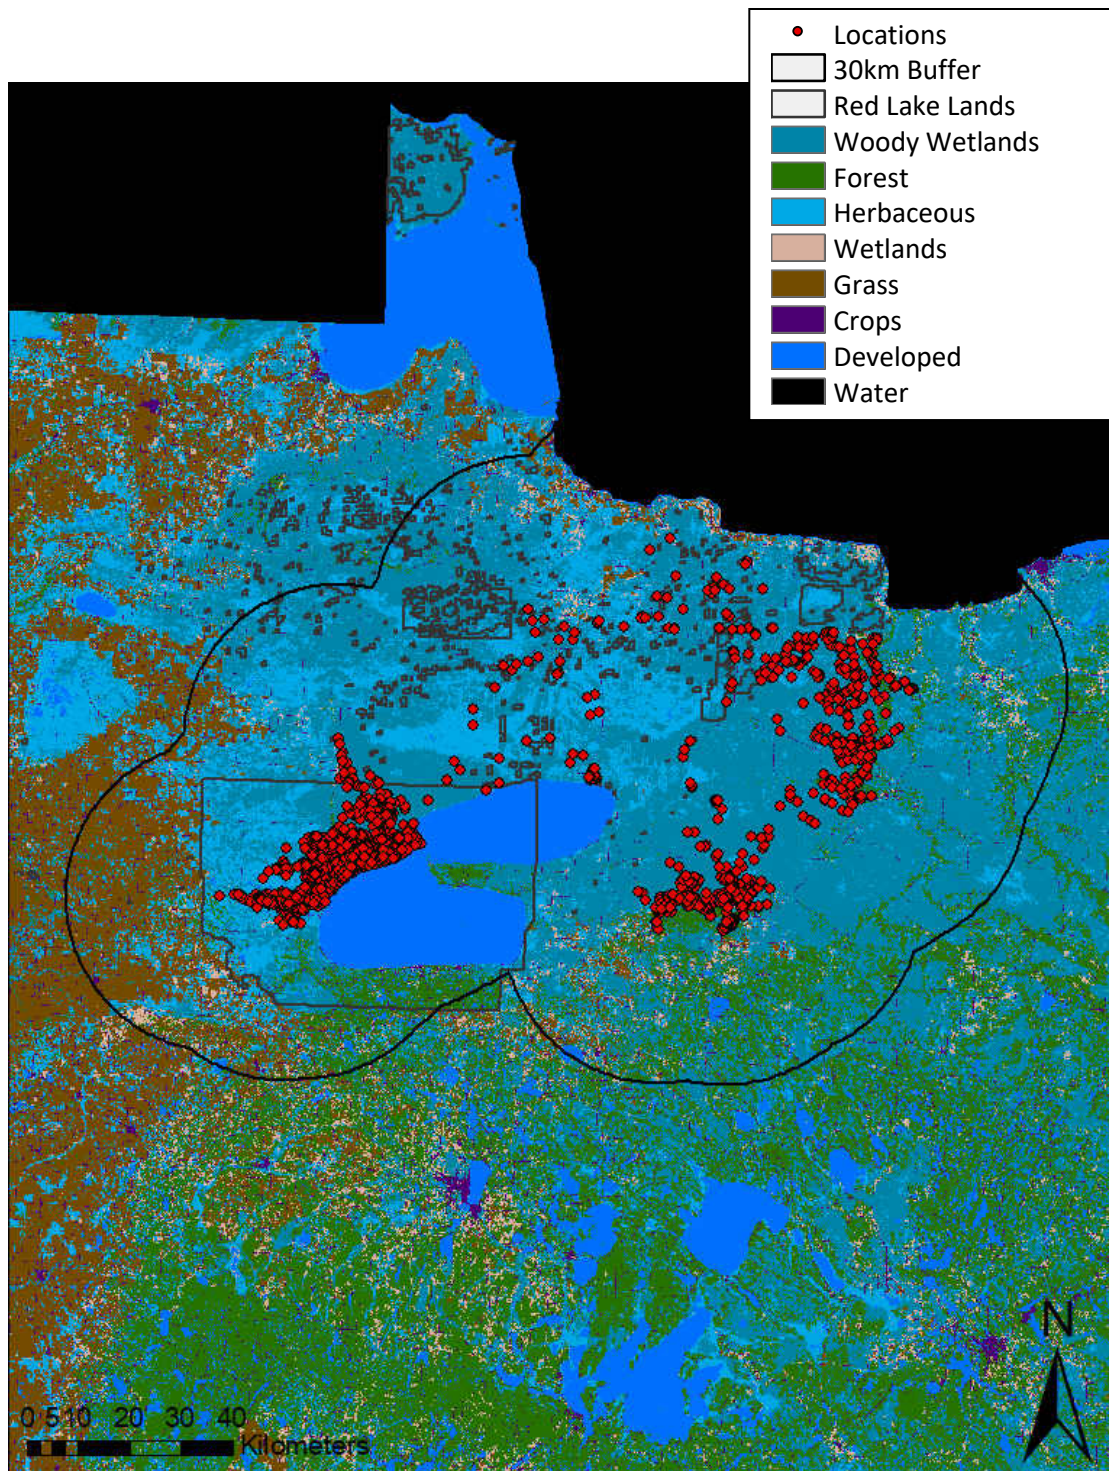 Locations
30km Buffer
Red Lake Lands
Woody Wetlands
Forest
Herbaceous
Wetlands
Grass
Crops
Developed
Water
N
0 5 10 20 30 40
Kilometers